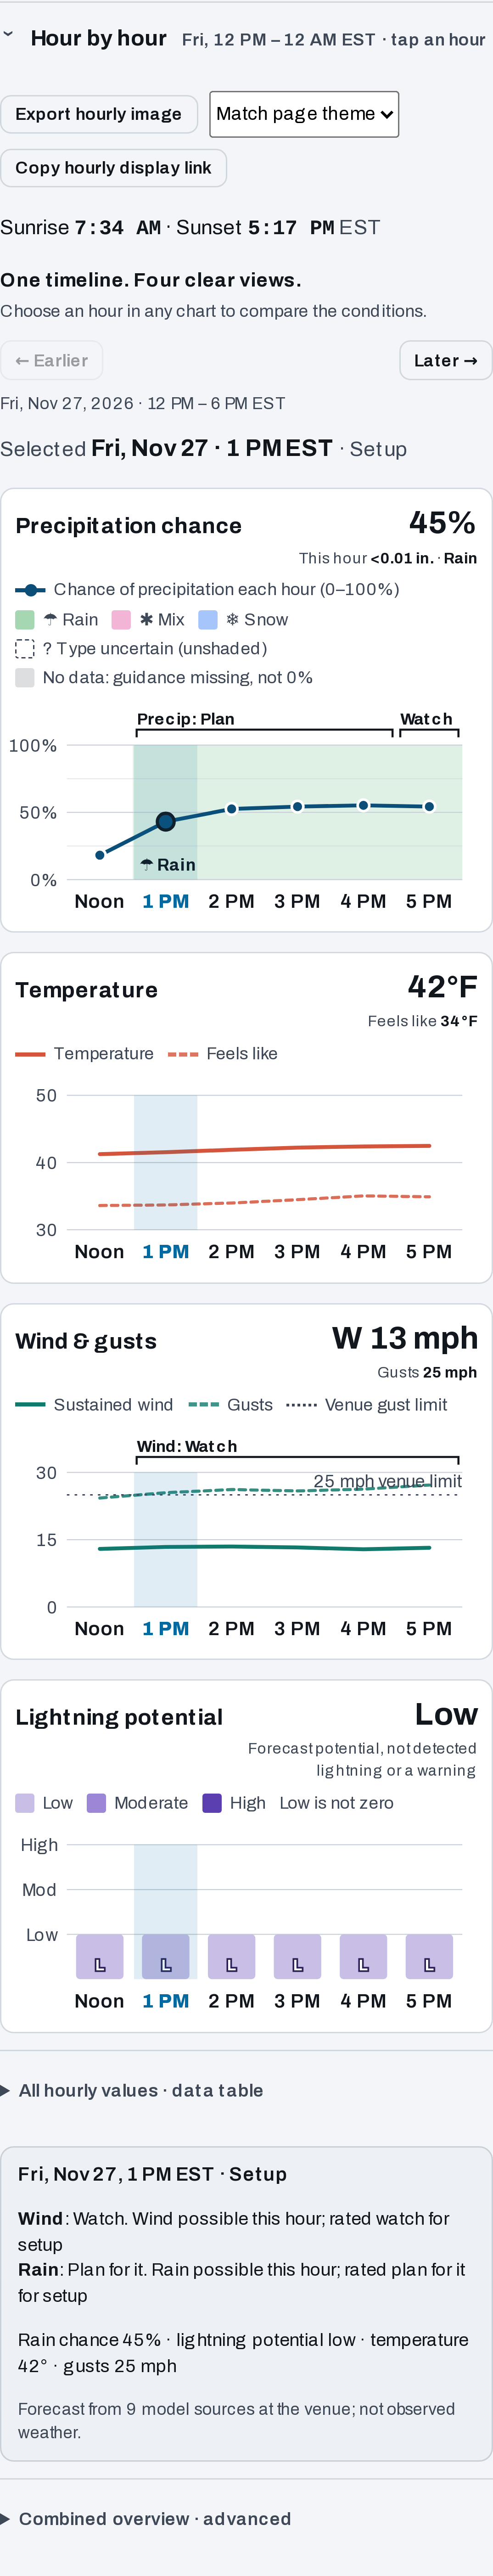 Hour by hour Fri, 12 PM – 12 AM EST · tap an hour
Export hourly image Match page theme
Copy hourly display link
Sunrise 7:34 AM · Sunset 5:17 PM EST
One timeline. Four clear views.
Choose an hour in any chart to compare the conditions.
← Earlier Later →
Fri, Nov 27, 2026 · 12 PM – 6 PM EST
Selected Fri, Nov 27 · 1 PM EST · Setup
Precipitation chance 45%
This hour <0.01 in. · Rain
Chance of precipitation each hour (0–100%)
☂ Rain ✱ Mix ❄ Snow
? Type uncertain (unshaded)
No data: guidance missing, not 0%
Precip: Plan Watch
100%
50%
☂ Rain
0%
Noon 1 PM 2 PM 3 PM 4 PM 5 PM
Temperature 42°F
Feels like 34°F
Temperature Feels like
50
40
30
Noon 1 PM 2 PM 3 PM 4 PM 5 PM
Wind & gusts W 13 mph
Gusts 25 mph
Sustained wind Gusts Venue gust limit
Wind: Watch
30
25 mph venue limit
15
0
Noon 1 PM 2 PM 3 PM 4 PM 5 PM
Lightning potential Low
Forecast potential, not detected
lightning or a warning
Low Moderate High Low is not zero
High
Mod
Low
L L L L L L
Noon 1 PM 2 PM 3 PM 4 PM 5 PM
All hourly values · data table
Fri, Nov 27, 1 PM EST · Setup
Wind: Watch. Wind possible this hour; rated watch for
setup
Rain: Plan for it. Rain possible this hour; rated plan for it
for setup
Rain chance 45% · lightning potential low · temperature
42° · gusts 25 mph
Forecast from 9 model sources at the venue; not observed
weather.
Combined overview · advanced